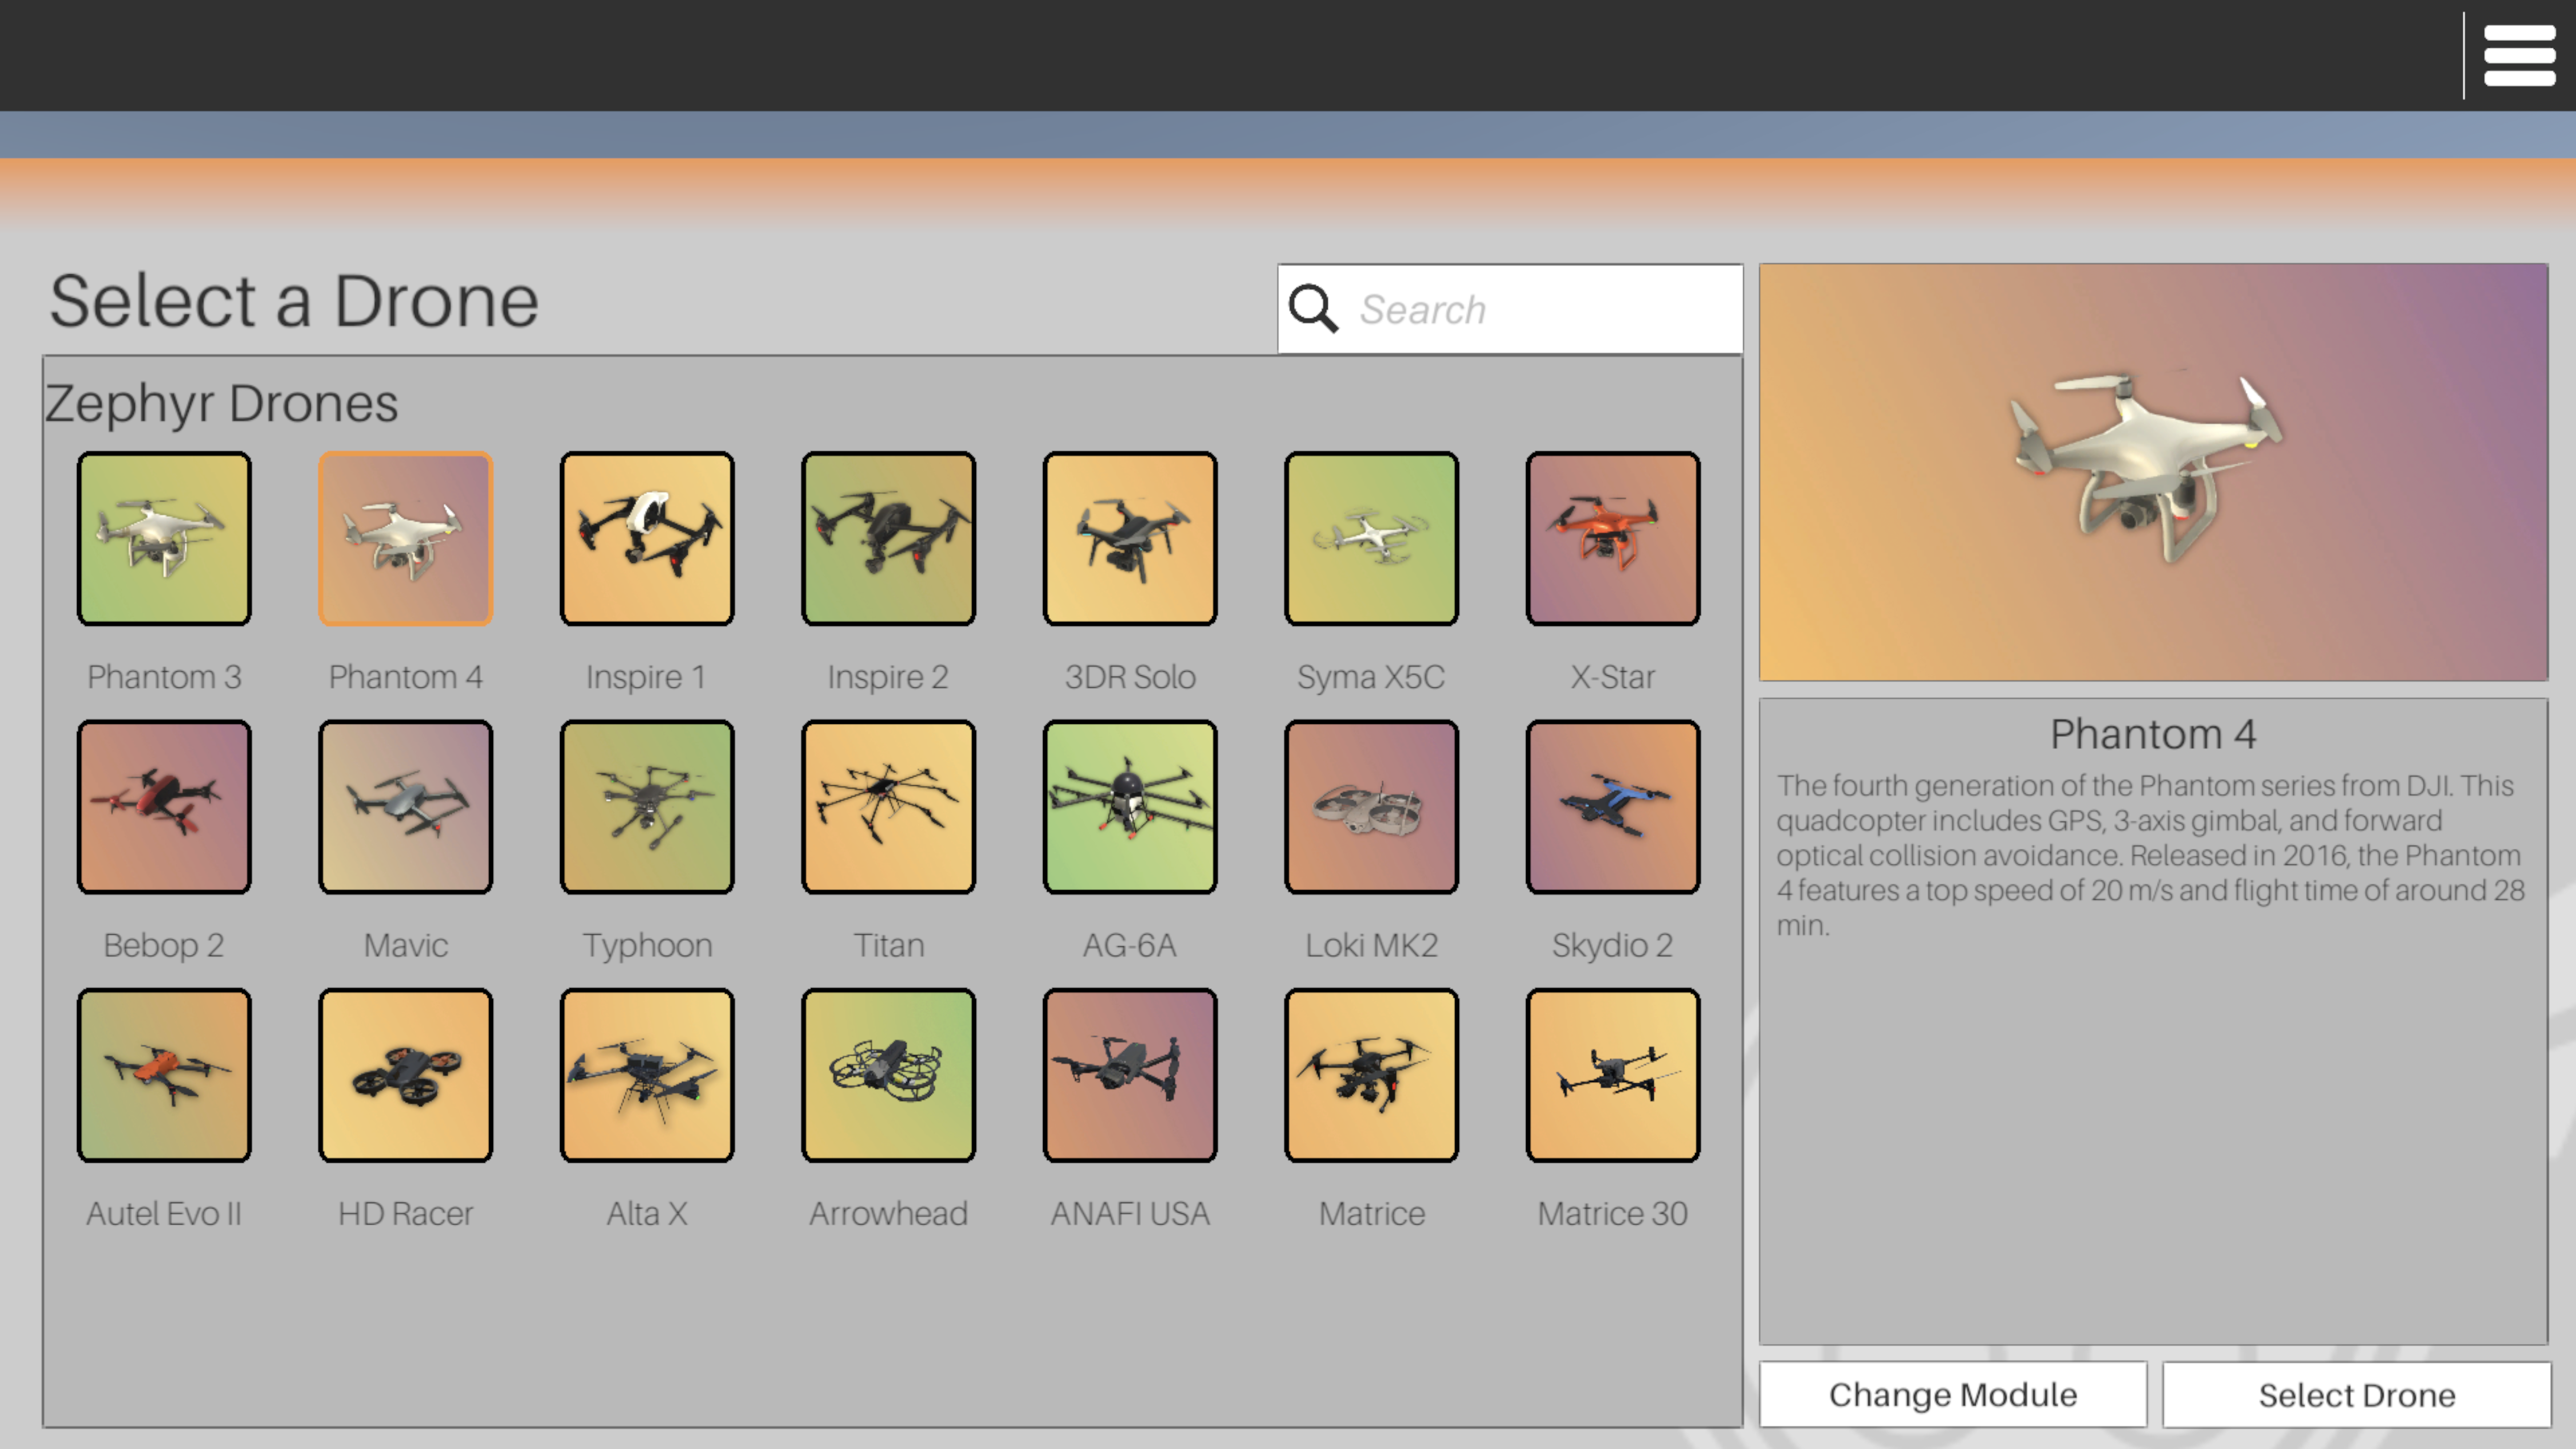 Select a Drone
Search
Zephyr Drones
Phantom 3
Phantom 4
Inspire 1
Inspire 2
3DR Solo
Syma X5C
X-Star
Bebop 2
Mavic
Typhoon
Titan
AG-6A
Loki MK2
Skydio 2
Autel Evo II
HD Racer
Alta X
Arrowhead
ANAFI USA
Matrice
Matrice 30
Phantom 4
The fourth generation of the Phantom series from DJI. This
quadcopter includes GPS, 3-axis gimbal, and forward
optical collision avoidance. Released in 2016, the Phantom
4 features a top speed of 20 m/s and flight time of around 28
min.
Change Module
Select Drone